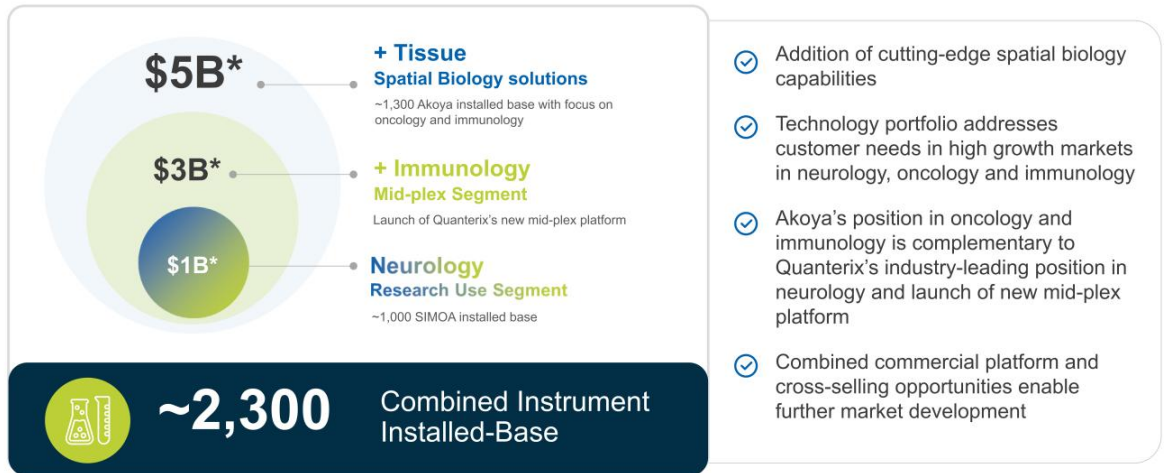 $5B*
+ Tissue
Spatial Biology solutions
~1,300 Akoya installed base with focus on
oncology and immunology
$3B*
+ Immunology
Mid-plex Segment
Launch of Quanterix's new mid-plex platform
$1B*
Neurology
Research Use Segment
~1,000 SIMOA installed base
~2,300
Combined Instrument
Installed-Base
Addition of cutting-edge spatial biology
capabilities
Technology portfolio addresses
customer needs in high growth markets
in neurology, oncology and immunology
Akoya's position in oncology and
immunology is complementary to
Quanterix's industry-leading position in
neurology and launch of new mid-plex
platform
Combined commercial platform and
cross-selling opportunities enable
further market development